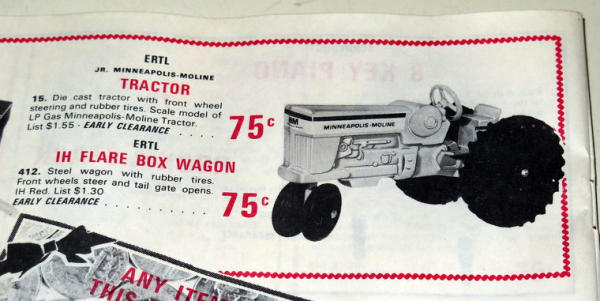 8 KEY PIANO
ERTL
JR. MINNEAPOLIS-MOLINE
TRACTOR
15. Die cast tractor with front wheel
steering and rubber tires. Scale model of
LP Gas Minneapolis-Moline Tractor.
List $1.55 - EARLY CLEARANCE . . . . 75c
MINNEAPOLIS-MOLINE
ERTL
IH FLARE BOX WAGON
412. Steel wagon with rubber tires.
Front wheels steer and tail gate opens.
IH Red. List $1.30
EARLY CLEARANCE . . . . . . . . . . 75c
ANY ITEM
THIS